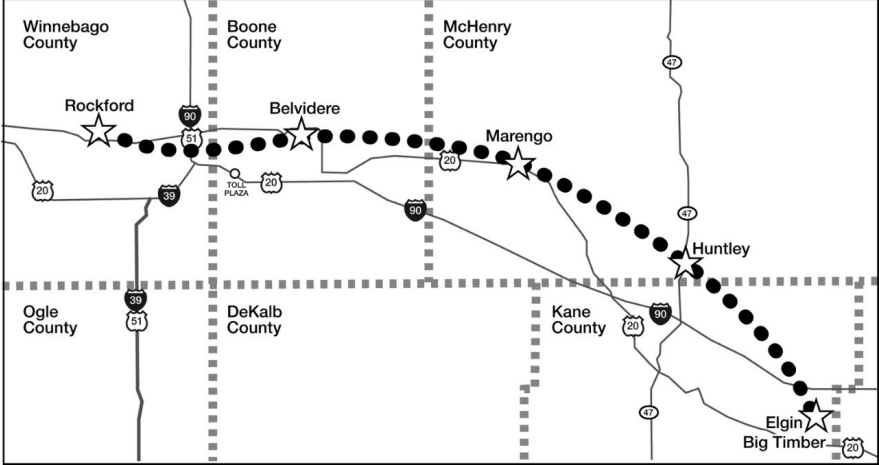 Winnebago
County
Boone
County
McHenry
County
47
Rockford
90
Belvidere
51
Marengo
20
TOLL
PLAZA
20
20
39
90
47
Huntley
39
51
Ogle
County
DeKalb
County
Kane
County
90
20
47
Elgin
Big Timber
20